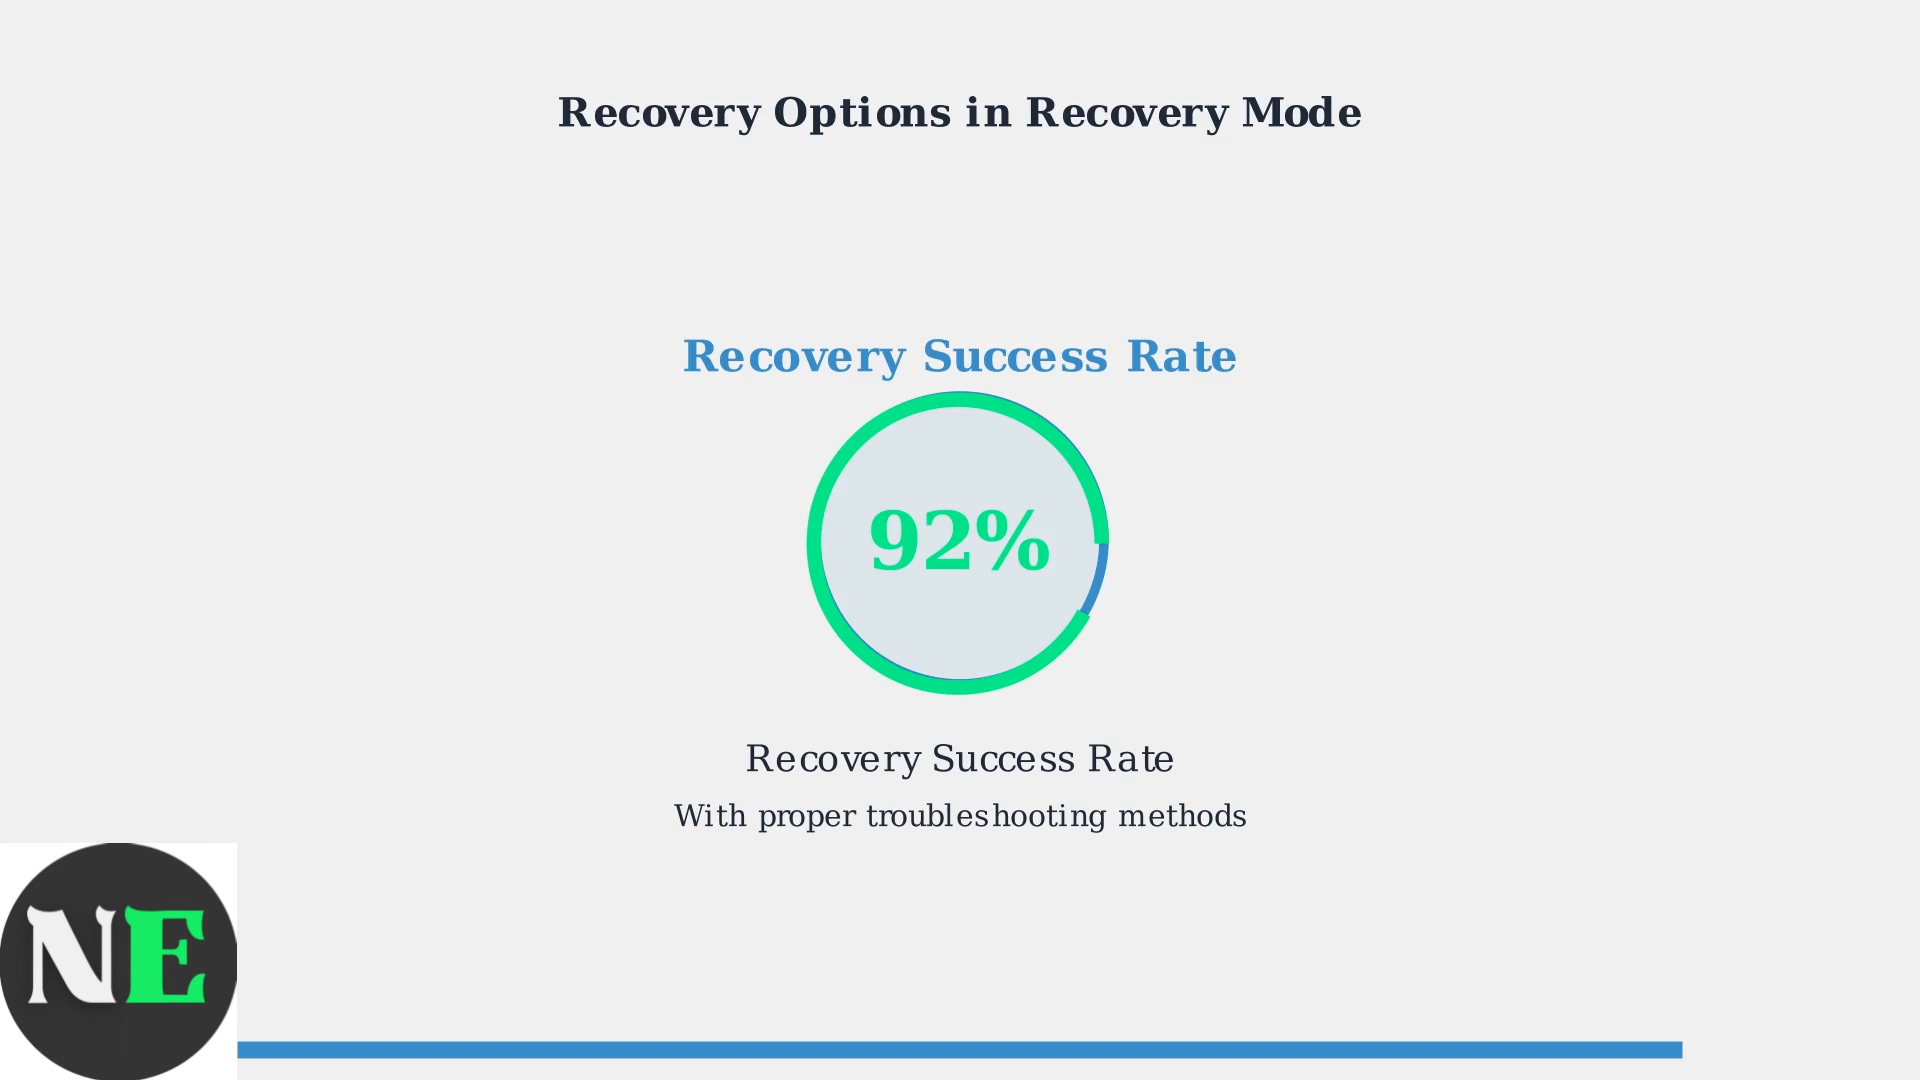 Recovery Options in Recovery Mode
Recovery Success Rate
92%
Recovery Success Rate
With proper troubleshooting methods
NE